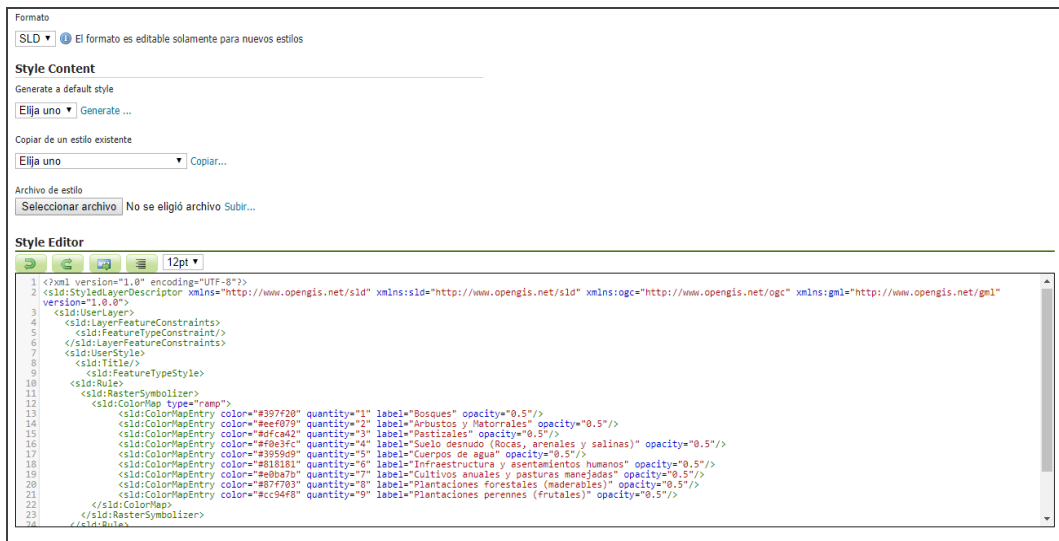 Formato
SLD El formato es editable solamente para nuevos estilos
Style Content
Generate a default style
Elija uno Generate ...
Copiar de un estilo existente
Elija uno Copiar...
Archivo de estilo
Seleccionar archivo No se eligió archivo Subir...
Style Editor
12pt
1 <?xml version="1.0" encoding="UTF-8"?>
2 <sld:StyledLayerDescriptor xmlns="http://www.opengis.net/sld" xmlns:sld="http://www.opengis.net/sld" xmlns:ogc="http://www.opengis.net/ogc" xmlns:gml="http://www.opengis.net/gml"
version="1.0.0">
3 <sld:UserLayer>
4 <sld:LayerFeatureConstraints>
5 <sld:FeatureTypeConstraint/>
6 </sld:LayerFeatureConstraints>
7 <sld:UserStyle>
8 <sld:Title/>
9 <sld:FeatureTypeStyle>
10 <sld:Rule>
11 <sld:RasterSymbolizer>
12 <sld:ColorMap type="ramp">
13 <sld:ColorMapEntry color="#397f20" quantity="1" label="Bosques" opacity="0.5"/>
14 <sld:ColorMapEntry color="#eef079" quantity="2" label="Arbustos y Matorrales" opacity="0.5"/>
15 <sld:ColorMapEntry color="#dfca42" quantity="3" label="Pastizales" opacity="0.5"/>
16 <sld:ColorMapEntry color="#f0e3fc" quantity="4" label="Suelo desnudo (Rocas, arenales y salinas)" opacity="0.5"/>
17 <sld:ColorMapEntry color="#3959d9" quantity="5" label="Cuerpos de agua" opacity="0.5"/>
18 <sld:ColorMapEntry color="#818181" quantity="6" label="Infraestructura y asentamientos humanos" opacity="0.5"/>
19 <sld:ColorMapEntry color="#e0ba7b" quantity="7" label="Cultivos anuales y pasturas manejadas" opacity="0.5"/>
20 <sld:ColorMapEntry color="#87f703" quantity="8" label="Plantaciones forestales (maderables)" opacity="0.5"/>
21 <sld:ColorMapEntry color="#cc94f8" quantity="9" label="Plantaciones perennes (frutales)" opacity="0.5"/>
22 </sld:ColorMap>
23 </sld:RasterSymbolizer>
24 </sld:Rule>